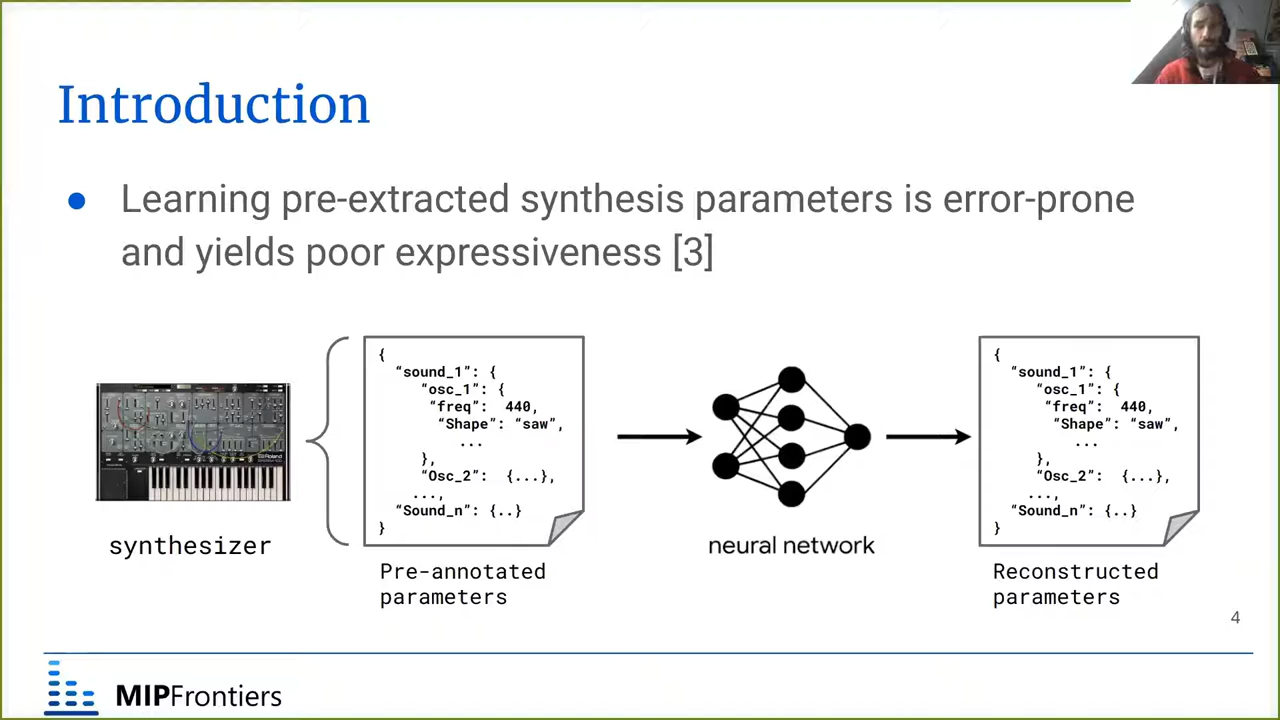 Introduction
● Learning pre-extracted synthesis parameters is error-prone
and yields poor expressiveness [3]
{
“sound_1”: {
“osc_1”: {
“freq”: 440,
“Shape”: “saw”,
...
},
“Osc_2”: {...},
...,
“Sound_n”: {..}
}
{
“sound_1”: {
“osc_1”: {
“freq”: 440,
“Shape”: “saw”,
...
},
“Osc_2”: {...},
...,
“Sound_n”: {..}
}
synthesizer
neural network
Pre-annotated
parameters
Reconstructed
parameters
4
MIPFrontiers